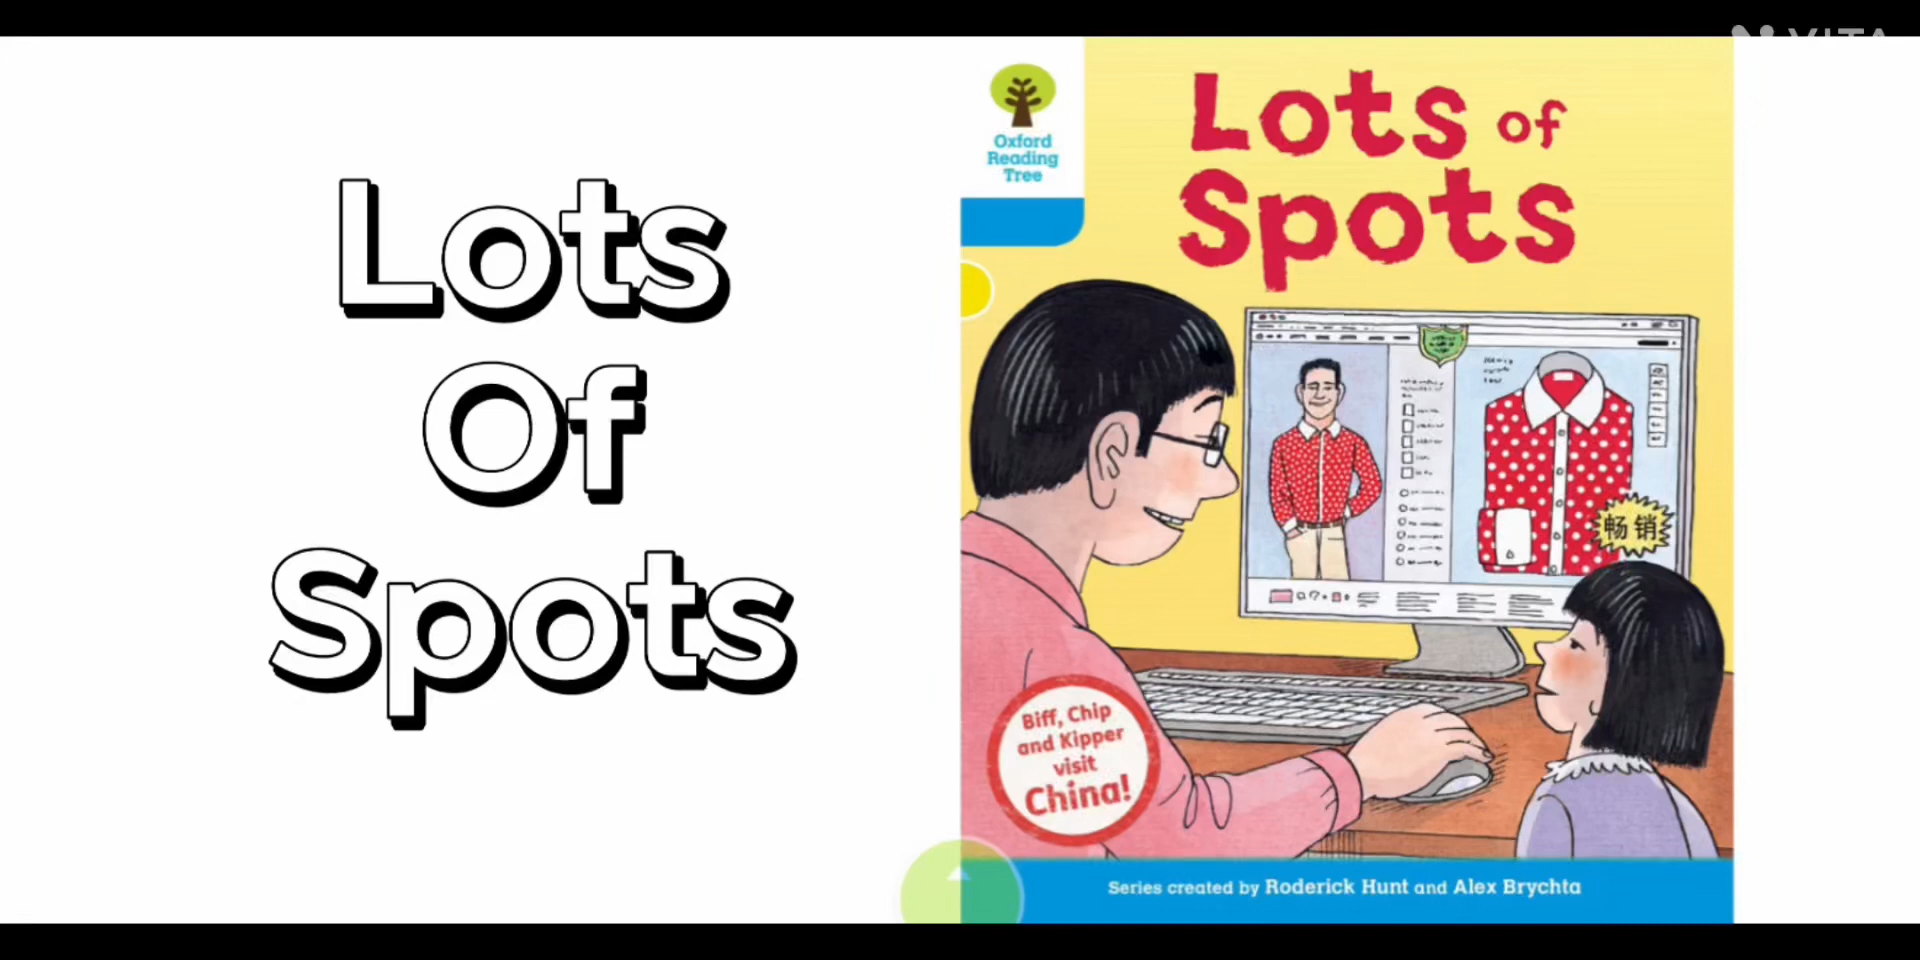 Lots
Of
Spots
Oxford
Reading
Tree
Lots of
Spots
畅销
Biff, Chip
and Kipper
visit
China!
Series created by Roderick Hunt and Alex Brychta